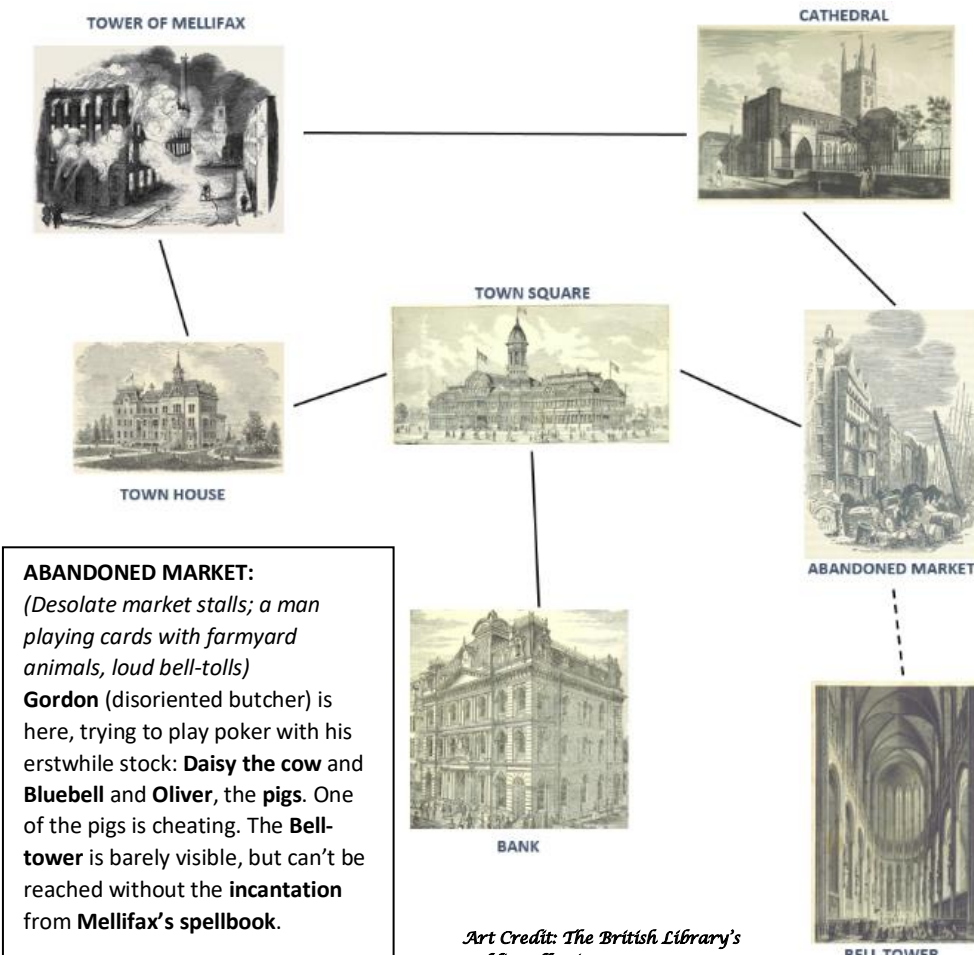 TOWER OF MELLIFAX
CATHEDRAL
TOWN SQUARE
TOWN HOUSE
ABANDONED MARKET
ABANDONED MARKET:
(Desolate market stalls; a man
playing cards with farmyard
animals, loud bell-tolls)
Gordon (disoriented butcher) is
here, trying to play poker with his
erstwhile stock: Daisy the cow and
Bluebell and Oliver, the pigs. One
of the pigs is cheating. The Bell-
tower is barely visible, but can’t be
reached without the incantation
from Mellifax’s spellbook.
BANK
Art Credit: The British Library’s
BELL TOWER